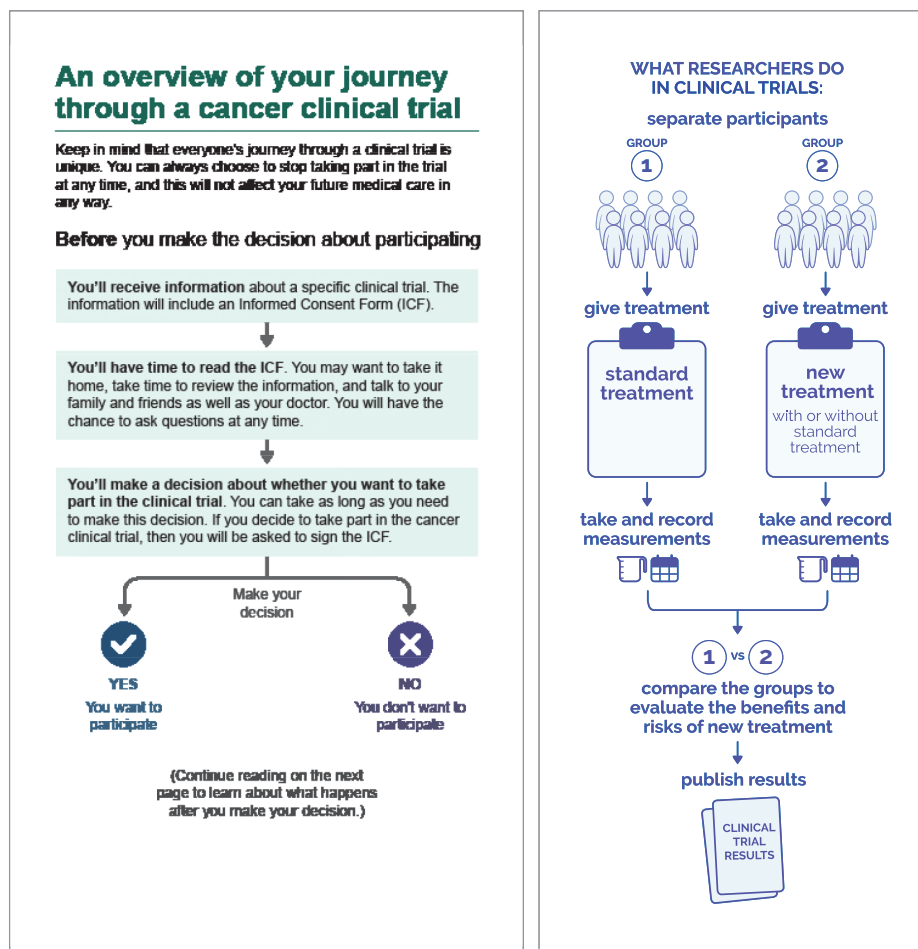 An overview of your journey
through a cancer clinical trial
Keep in mind that everyone's journey through a clinical trial is
unique. You can always choose to stop taking part in the trial
at any time, and this will not affect your future medical care in
any way.
Before you make the decision about participating
You'll receive information about a specific clinical trial. The
information will include an Informed Consent Form (ICF).
You'll have time to read the ICF. You may want to take it
home, take time to review the information, and talk to your
family and friends as well as your doctor. You will have the
chance to ask questions at any time.
You'll make a decision about whether you want to take
part in the clinical trial. You can take as long as you need
to make this decision. If you decide to take part in the cancer
clinical trial, then you will be asked to sign the ICF.
Make your
decision
YES
You want to
participate
NO
You don't want to
participate
(Continue reading on the next
page to learn about what happens
after you make your decision.)
WHAT RESEARCHERS DO
IN CLINICAL TRIALS:
separate participants
GROUP
1
GROUP
2
give treatment
give treatment
standard
treatment
new
treatment
with or without
standard
treatment
take and record
measurements
take and record
measurements
1 vs 2
compare the groups to
evaluate the benefits and
risks of new treatment
publish results
CLINICAL
TRIAL
RESULTS